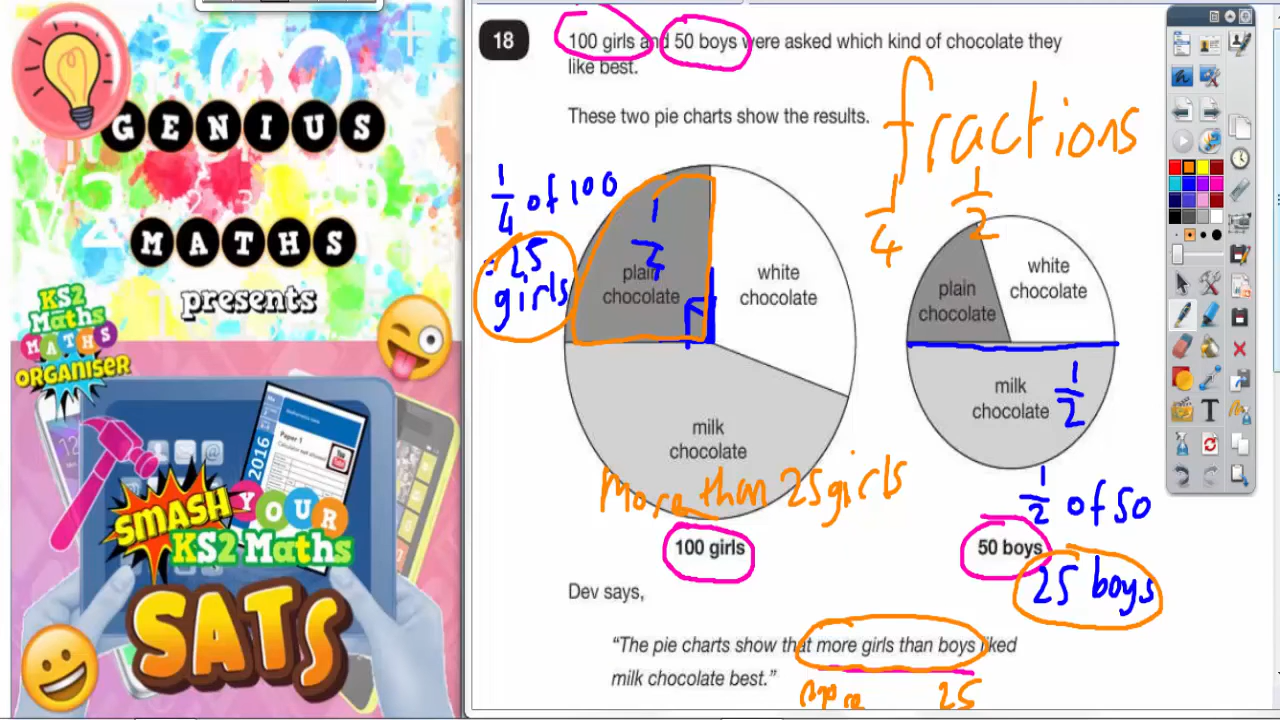 GENIUS
MATHS
presents
KS2
Maths
MATHS
ORGANISER
2016
Paper 1
SMASH
YOUR
KS2 Maths
SATS
18
100 girls and 50 boys were asked which kind of chocolate they
like best.
These two pie charts show the results.
fractions
1/4
1/2
1/4 of 100
= 25
girls
plain
chocolate
white
chocolate
milk
chocolate
More than 25 girls
100 girls
plain
chocolate
white
chocolate
milk
chocolate
1/2
1/2 of 50
50 boys
25 boys
Dev says,
"The pie charts show that more girls than boys liked
milk chocolate best."
more 25